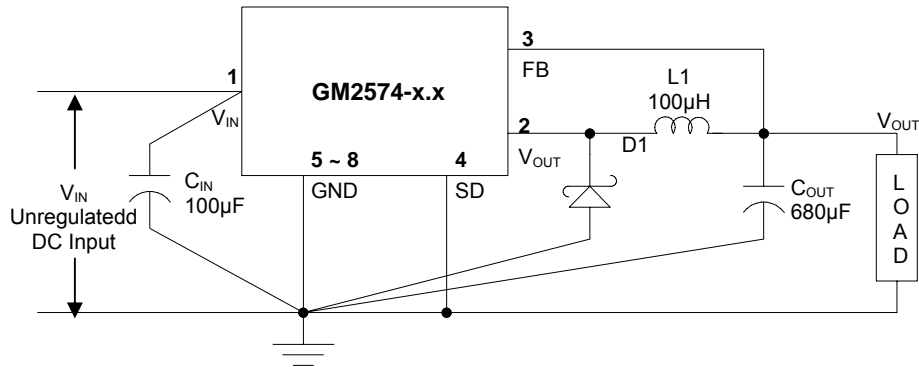 3
FB
L1
100µH
1
GM2574-x.x
VIN
2
VOUT
D1
VOUT
5 ~ 8
GND
4
SD
VIN
Unregulatedd
DC Input
CIN
100µF
COUT
680µF
LOAD